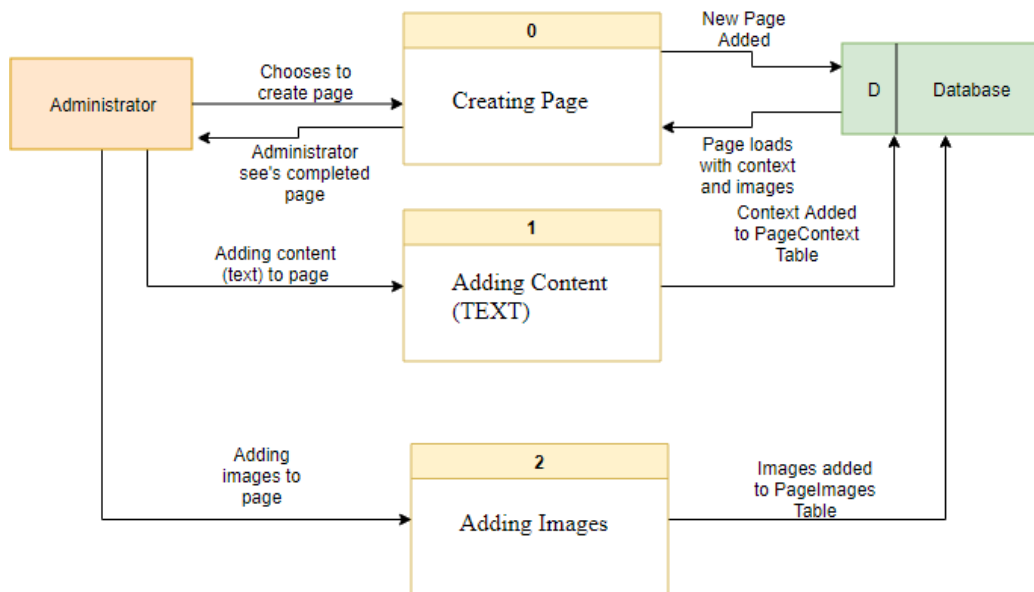 0
New Page
Added
Administrator
Chooses to
create page
Creating Page
D
Database
Administrator
see's completed
page
Page loads
with context
and images
1
Context Added
to PageContext
Table
Adding content
(text) to page
Adding Content
(TEXT)
2
Adding
images to
page
Adding Images
Images added
to PageImages
Table